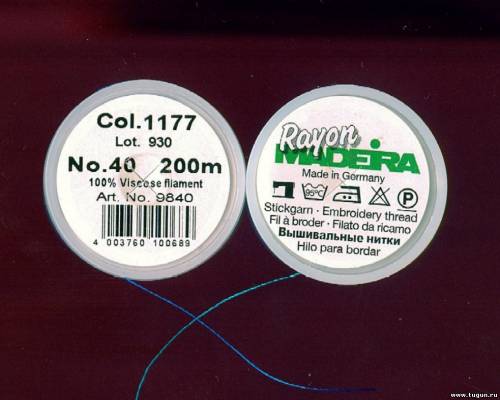 Col.1177
Lot. 930
No.40 200m
100% Viscose filament
Art. No. 9840
4 003760 100689
Rayon
MADEIRA
Made in Germany
95°C
P
Stickgarn · Embroidery thread
Fil à broder · Filato da ricamo
Вышивальные нитки
Hilo para bordar
www.tugun.ru